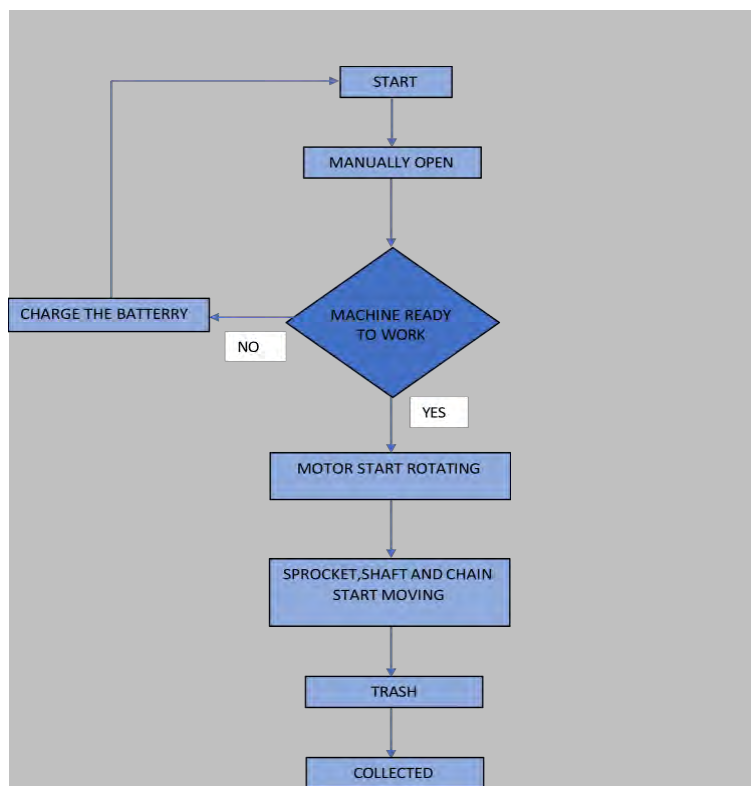 START
MANUALLY OPEN
MACHINE READY
TO WORK
CHARGE THE BATTERRY
NO
YES
MOTOR START ROTATING
SPROCKET,SHAFT AND CHAIN
START MOVING
TRASH
COLLECTED